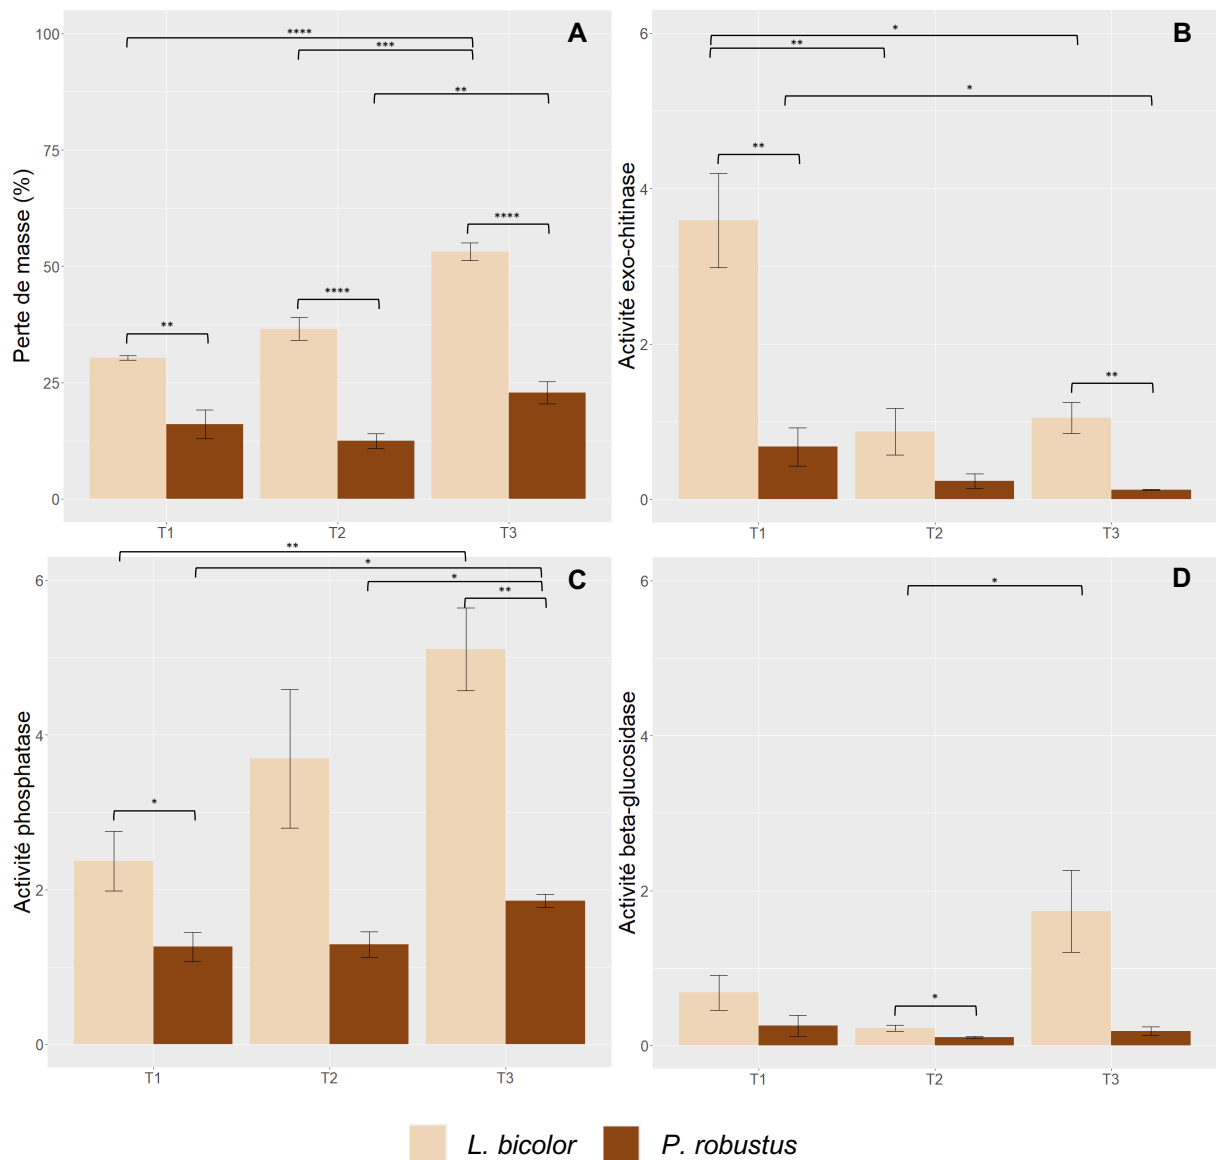 A
Perte de masse (%)
100
75
50
25
0
****
***
**
**
****
****
T1
T2
T3
B
Activité exo-chitinase
6
4
2
0
*
**
*
**
**
T1
T2
T3
C
Activité phosphatase
6
4
2
0
**
*
*
**
*
T1
T2
T3
D
Activité beta-glucosidase
6
4
2
0
*
*
T1
T2
T3
L. bicolor
P. robustus